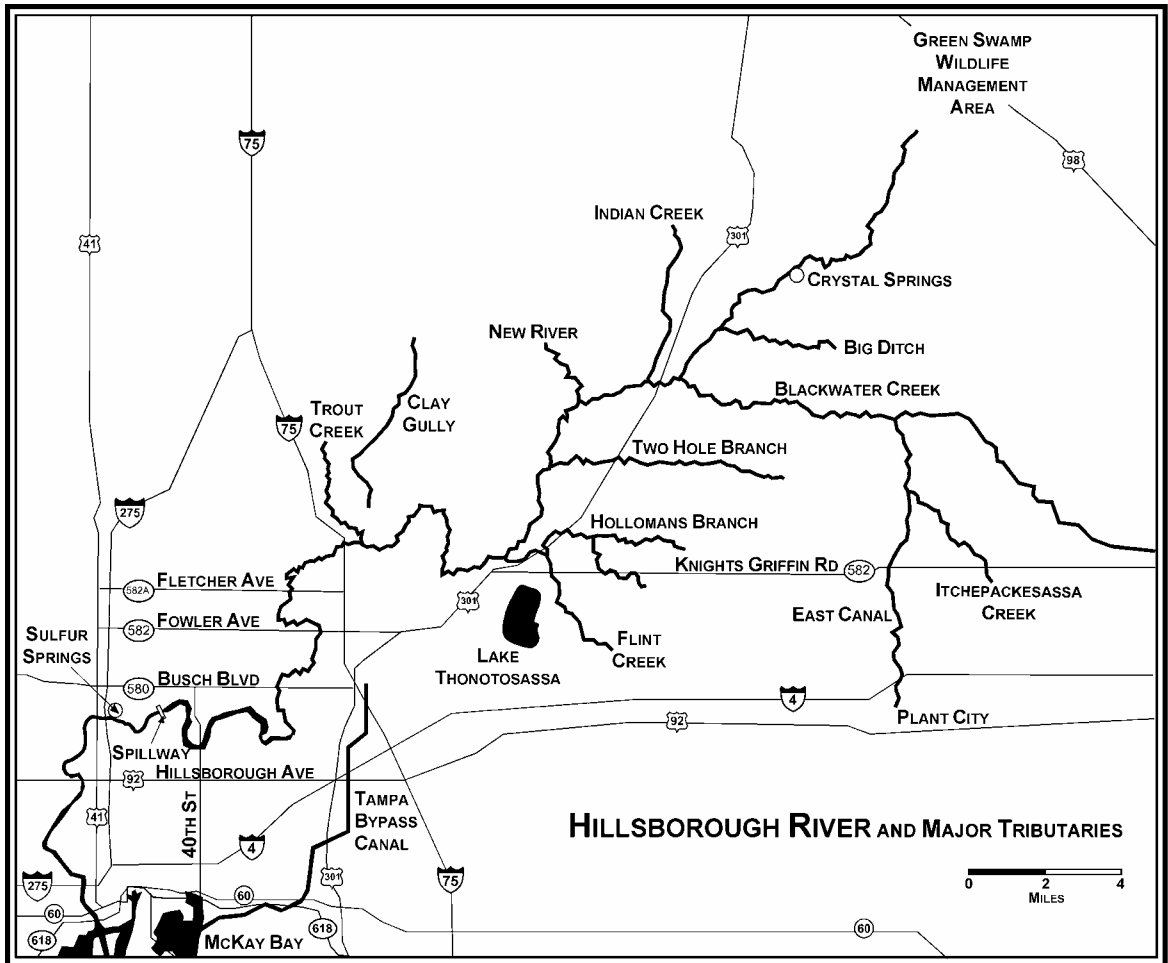 GREEN SWAMP
WILDLIFE
MANAGEMENT
AREA
75
98
INDIAN CREEK
301
41
CRYSTAL SPRINGS
NEW RIVER
BIG DITCH
BLACKWATER CREEK
TROUT
CREEK
CLAY
GULLY
75
TWO HOLE BRANCH
275
HOLLOMANS BRANCH
KNIGHTS GRIFFIN RD
582
FLETCHER AVE
582A
ITCHEPACKESASSA
CREEK
301
EAST CANAL
FOWLER AVE
582
SULFUR
SPRINGS
FLINT
CREEK
LAKE
THONOTOSASSA
BUSCH BLVD
580
4
92
PLANT CITY
SPILLWAY
HILLSBOROUGH AVE
92
TAMPA
BYPASS
CANAL
41
40TH ST
HILLSBOROUGH RIVER AND MAJOR TRIBUTARIES
4
301
75
275
0 2 4
MILES
60
60
618
618
60
MCKAY BAY